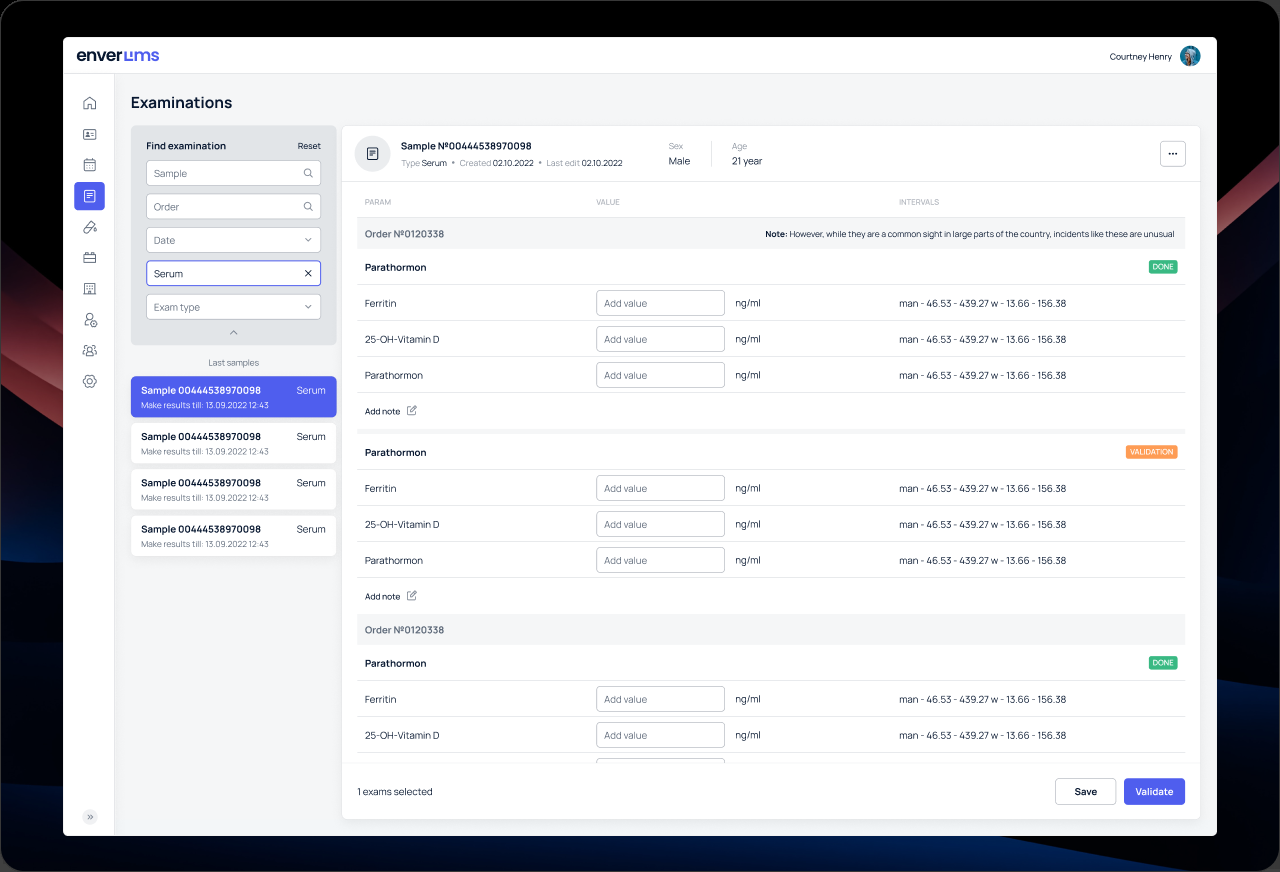 enverLims
Courtney Henry
Examinations
Find examination Reset
Sample
Order
Date
Serum
Exam type
Last samples
Sample 00444538970098 Serum
Make results till: 13.09.2022 12:43
Sample 00444538970098 Serum
Make results till: 13.09.2022 12:43
Sample 00444538970098 Serum
Make results till: 13.09.2022 12:43
Sample 00444538970098 Serum
Make results till: 13.09.2022 12:43
Sample №00444538970098
Type Serum • Created 02.10.2022 • Last edit 02.10.2022
Sex
Male
Age
21 year
PARAM VALUE INTERVALS
Order №0120338 Note: However, while they are a common sight in large parts of the country, incidents like these are unusual
Parathormon DONE
Ferritin Add value ng/ml man - 46.53 - 439.27 w - 13.66 - 156.38
25-OH-Vitamin D Add value ng/ml man - 46.53 - 439.27 w - 13.66 - 156.38
Parathormon Add value ng/ml man - 46.53 - 439.27 w - 13.66 - 156.38
Add note
Parathormon VALIDATION
Ferritin Add value ng/ml man - 46.53 - 439.27 w - 13.66 - 156.38
25-OH-Vitamin D Add value ng/ml man - 46.53 - 439.27 w - 13.66 - 156.38
Parathormon Add value ng/ml man - 46.53 - 439.27 w - 13.66 - 156.38
Add note
Order №0120338
Parathormon DONE
Ferritin Add value ng/ml man - 46.53 - 439.27 w - 13.66 - 156.38
25-OH-Vitamin D Add value ng/ml man - 46.53 - 439.27 w - 13.66 - 156.38
1 exams selected Save Validate